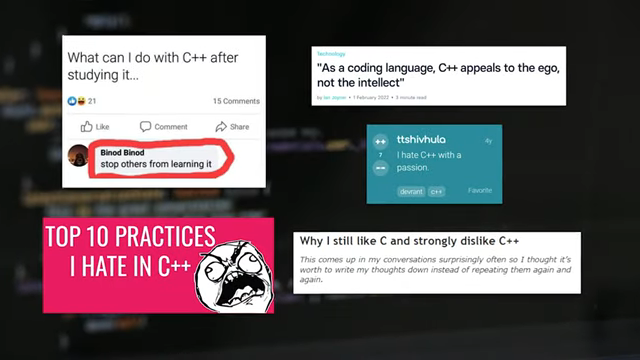 What can I do with C++ after
studying it...
21
15 Comments
Like
Comment
Share
Binod Binod
stop others from learning it
Technology
"As a coding language, C++ appeals to the ego,
not the intellect"
by Ian Joyner • 1 February 2022 • 3 minute read
++
7
--
ttshivhula
4y
I hate C++ with a
passion.
devrant
c++
Favorite
TOP 10 PRACTICES
I HATE IN C++
Why I still like C and strongly dislike C++
This comes up in my conversations surprisingly often so I thought it's
worth to write my thoughts down instead of repeating them again and
again.